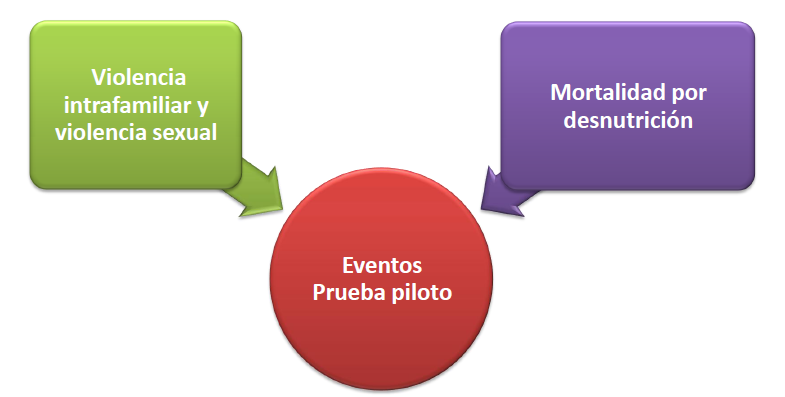 Violencia
intrafamiliar y
violencia sexual
Mortalidad por
desnutrición
Eventos
Prueba piloto